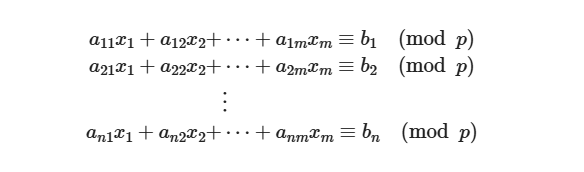 a₁₁x₁ + a₁₂x₂+ ··· + a₁ₘxₘ ≡ b₁ (mod p)
a₂₁x₁ + a₂₂x₂+ ··· + a₂ₘxₘ ≡ b₂ (mod p)
⋮
aₙ₁x₁ + aₙ₂x₂+ ··· + aₙₘxₘ ≡ bₙ (mod p)